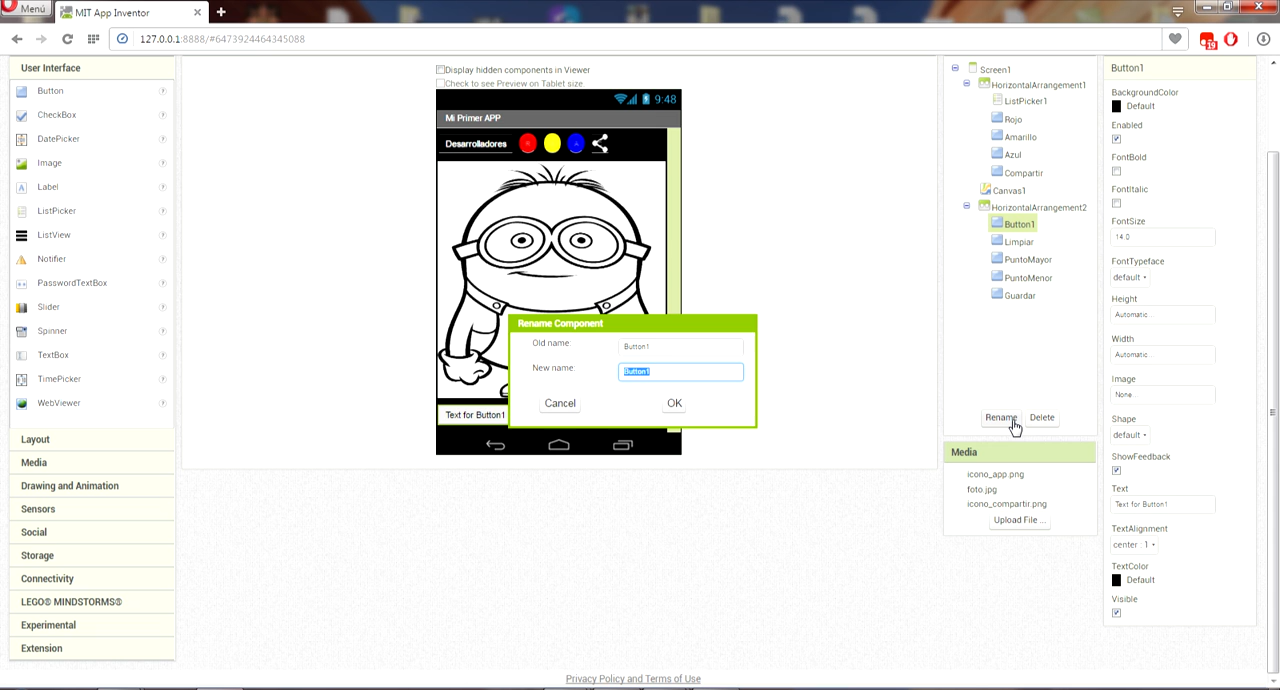 Menú
MIT App Inventor
127.0.0.1:8888/#6473924464345088
19
User Interface
Button
CheckBox
DatePicker
Image
Label
ListPicker
ListView
Notifier
PasswordTextBox
Slider
Spinner
TextBox
TimePicker
WebViewer
Layout
Media
Drawing and Animation
Sensors
Social
Storage
Connectivity
LEGO® MINDSTORMS®
Experimental
Extension
Display hidden components in Viewer
Check to see Preview on Tablet size
9:48
Mi Primer APP
Desarrolladores
R
A
Text for Button1
Rename Component
Old name:
Button1
New name:
Button1
Cancel
OK
Screen1
HorizontalArrangement1
ListPicker1
Rojo
Amarillo
Azul
Compartir
Canvas1
HorizontalArrangement2
Button1
Limpiar
PuntoMayor
PuntoMenor
Guardar
Rename
Delete
Media
icono_app.png
foto.jpg
icono_compartir.png
Upload File ...
Button1
BackgroundColor
Default
Enabled
FontBold
FontItalic
FontSize
14.0
FontTypeface
default
Height
Automatic...
Width
Automatic...
Image
None...
Shape
default
ShowFeedback
Text
Text for Button1
TextAlignment
center : 1
TextColor
Default
Visible
Privacy Policy and Terms of Use